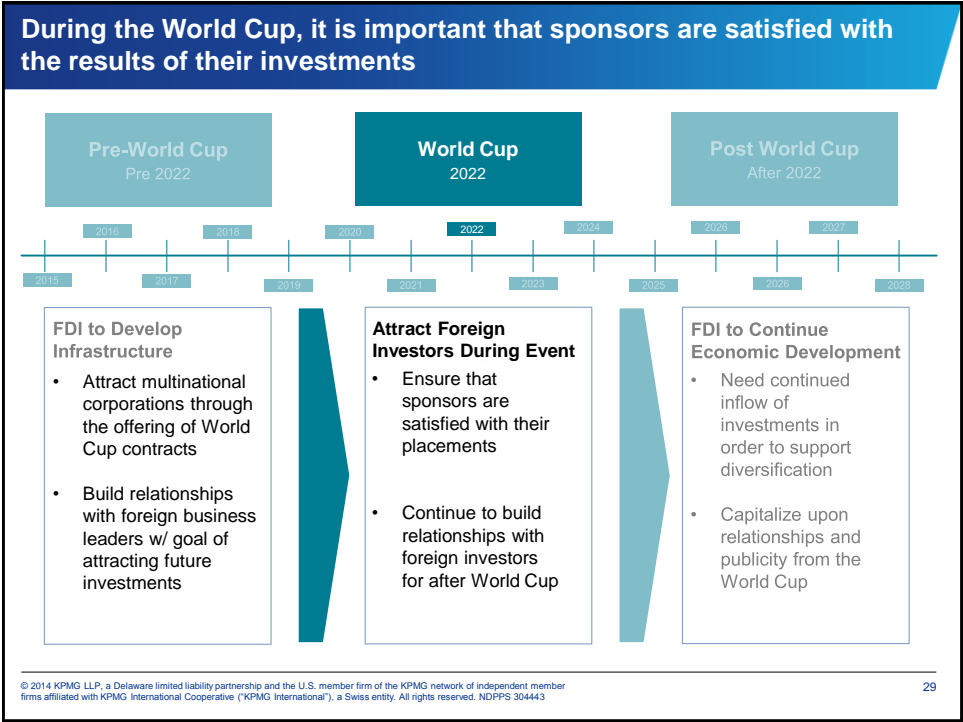 During the World Cup, it is important that sponsors are satisfied with
the results of their investments
Pre-World Cup
Pre 2022
World Cup
2022
Post World Cup
After 2022
2016
2018
2020
2022
2024
2026
2027
2015
2017
2019
2021
2023
2025
2026
2028
FDI to Develop
Infrastructure
• Attract multinational
corporations through
the offering of World
Cup contracts
• Build relationships
with foreign business
leaders w/ goal of
attracting future
investments
Attract Foreign
Investors During Event
• Ensure that
sponsors are
satisfied with their
placements
• Continue to build
relationships with
foreign investors
for after World Cup
FDI to Continue
Economic Development
• Need continued
inflow of
investments in
order to support
diversification
• Capitalize upon
relationships and
publicity from the
World Cup
© 2014 KPMG LLP, a Delaware limited liability partnership and the U.S. member firm of the KPMG network of independent member
firms affiliated with KPMG International Cooperative (“KPMG International”), a Swiss entity. All rights reserved. NDPPS 304443
29